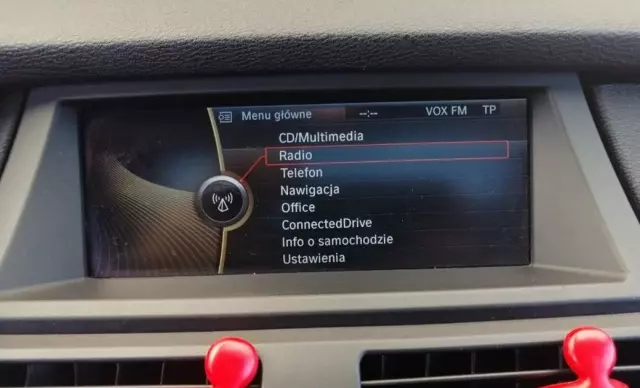 Menu główne --:-- VOX FM TP
CD/Multimedia
Radio
Telefon
Nawigacja
Office
ConnectedDrive
Info o samochodzie
Ustawienia